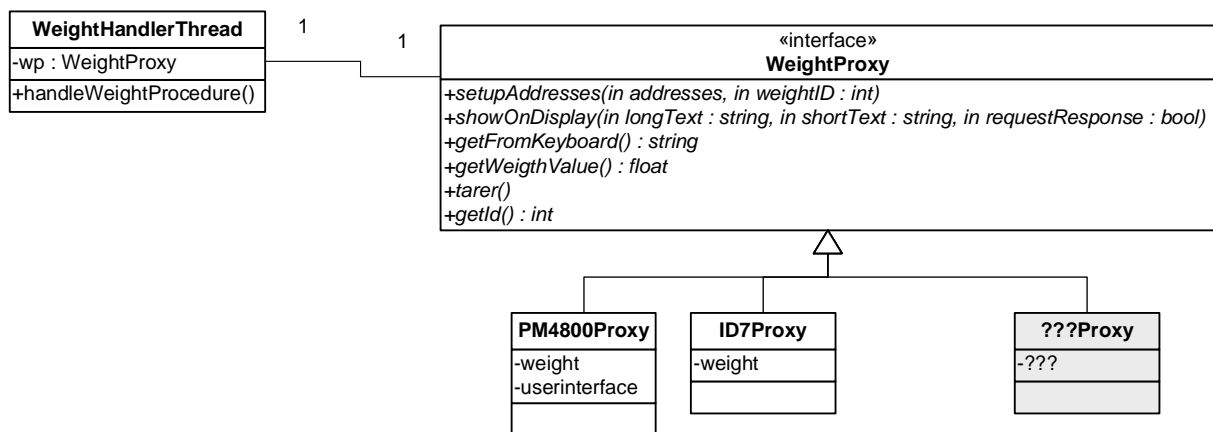 WeightHandlerThread
-wp : WeightProxy
+handleWeightProcedure()
1
1
«interface»
WeightProxy
+setupAddresses(in addresses, in weightID : int)
+showOnDisplay(in longText : string, in shortText : string, in requestResponse : bool)
+getFromKeyboard() : string
+getWeigthValue() : float
+tarer()
+getId() : int
PM4800Proxy
-weight
-userinterface
ID7Proxy
-weight
???Proxy
-???